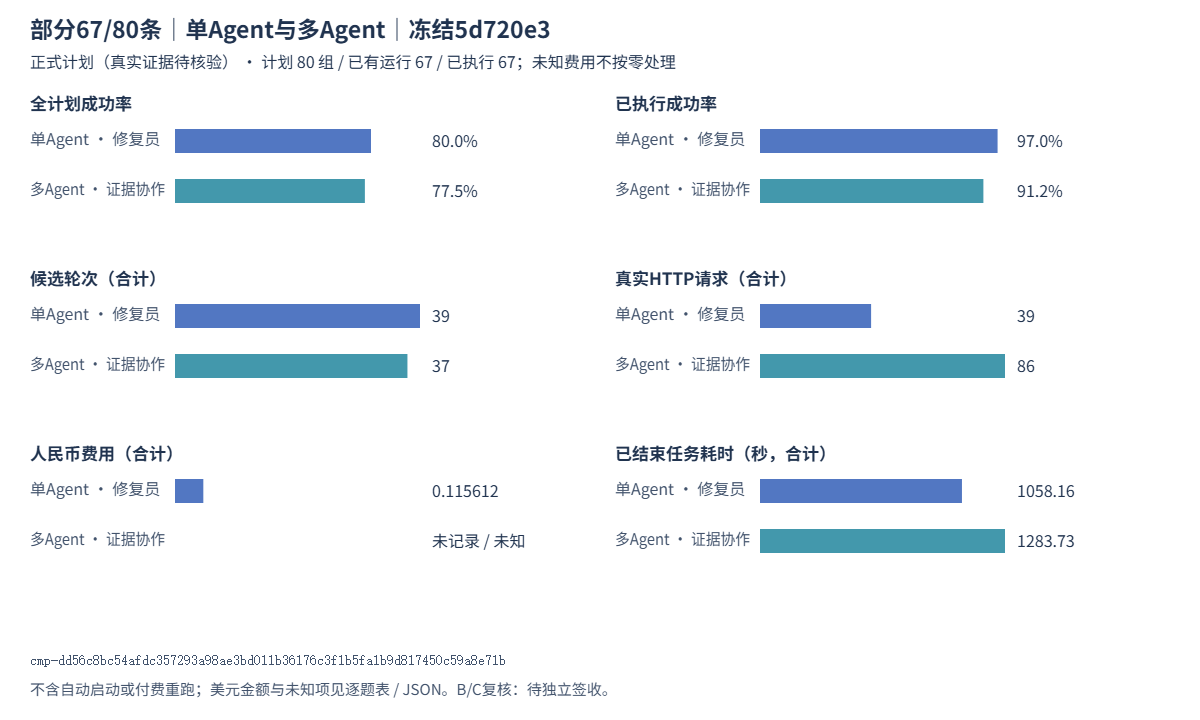 部分67/80条｜单Agent与多Agent｜冻结5d720e3
正式计划（真实证据待核验） · 计划 80 组 / 已有运行 67 / 已执行 67；未知费用不按零处理
全计划成功率
单Agent · 修复员 80.0%
多Agent · 证据协作 77.5%
已执行成功率
单Agent · 修复员 97.0%
多Agent · 证据协作 91.2%
候选轮次（合计）
单Agent · 修复员 39
多Agent · 证据协作 37
真实HTTP请求（合计）
单Agent · 修复员 39
多Agent · 证据协作 86
人民币费用（合计）
单Agent · 修复员 0.115612
多Agent · 证据协作 未记录 / 未知
已结束任务耗时（秒，合计）
单Agent · 修复员 1058.16
多Agent · 证据协作 1283.73
cmp-dd56c8bc54afdc357293a98ae3bd011b36176c3f1b5fa1b9d817450c59a8e71b
不含自动启动或付费重跑；美元金额与未知项见逐题表 / JSON。B/C复核：待独立签收。